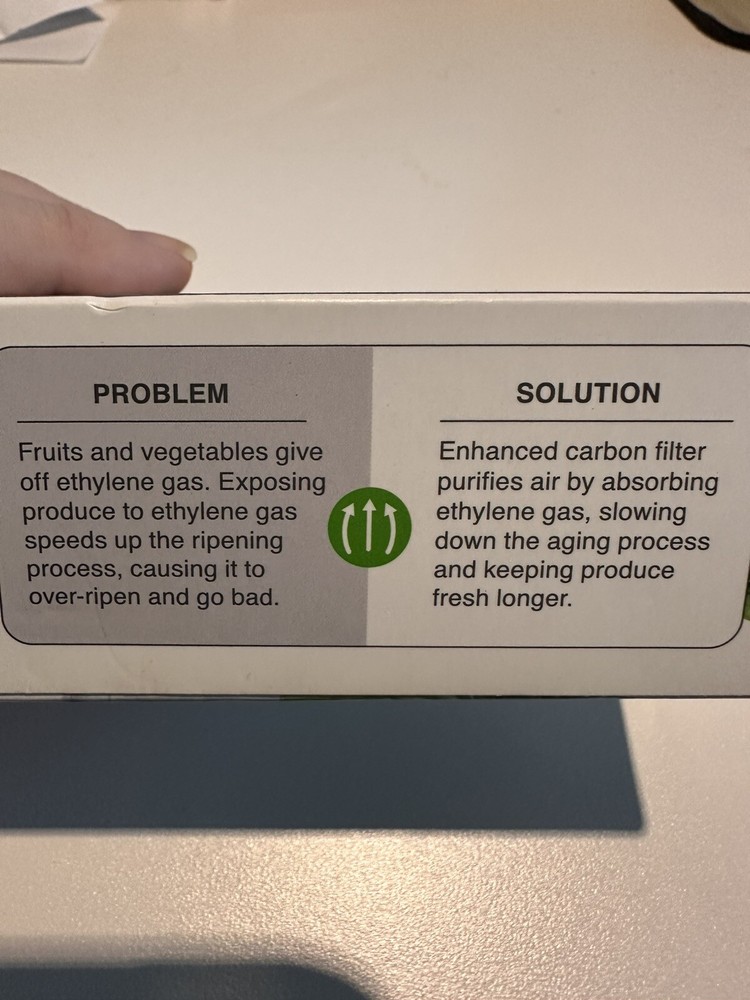 PROBLEM
Fruits and vegetables give
off ethylene gas. Exposing
produce to ethylene gas
speeds up the ripening
process, causing it to
over-ripen and go bad.
SOLUTION
Enhanced carbon filter
purifies air by absorbing
ethylene gas, slowing
down the aging process
and keeping produce
fresh longer.